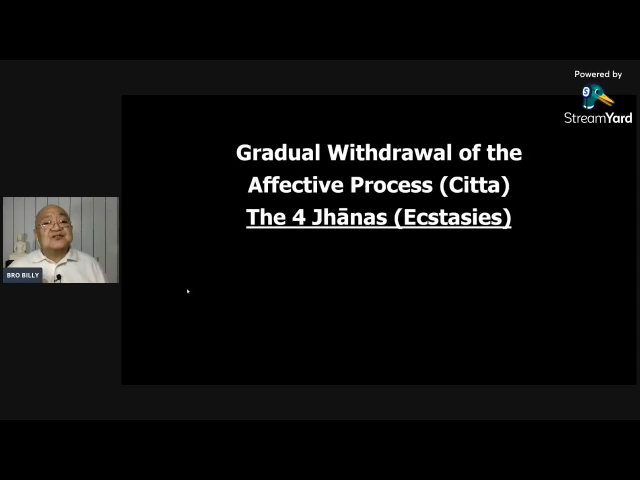 Powered by
StreamYard
Gradual Withdrawal of the
Affective Process (Citta)
The 4 Jhānas (Ecstasies)
BRO BILLY